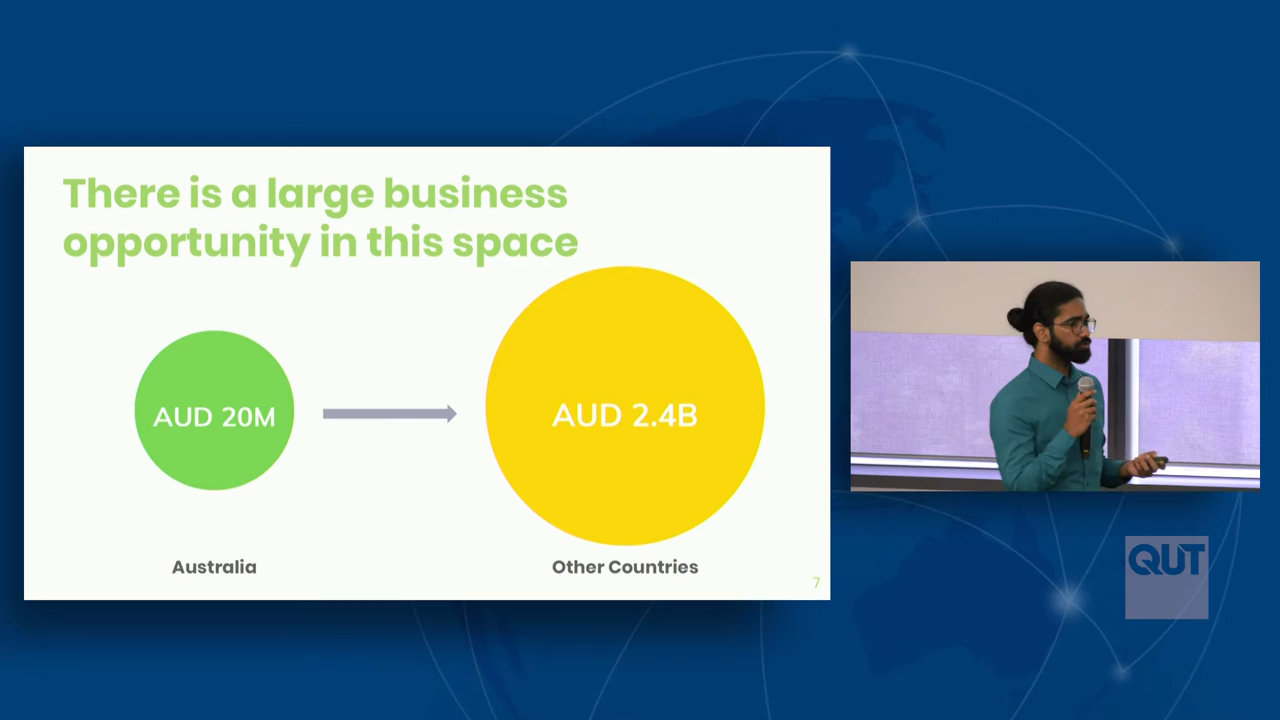 There is a large business
opportunity in this space
AUD 20M
AUD 2.4B
Australia
Other Countries
7
QUT